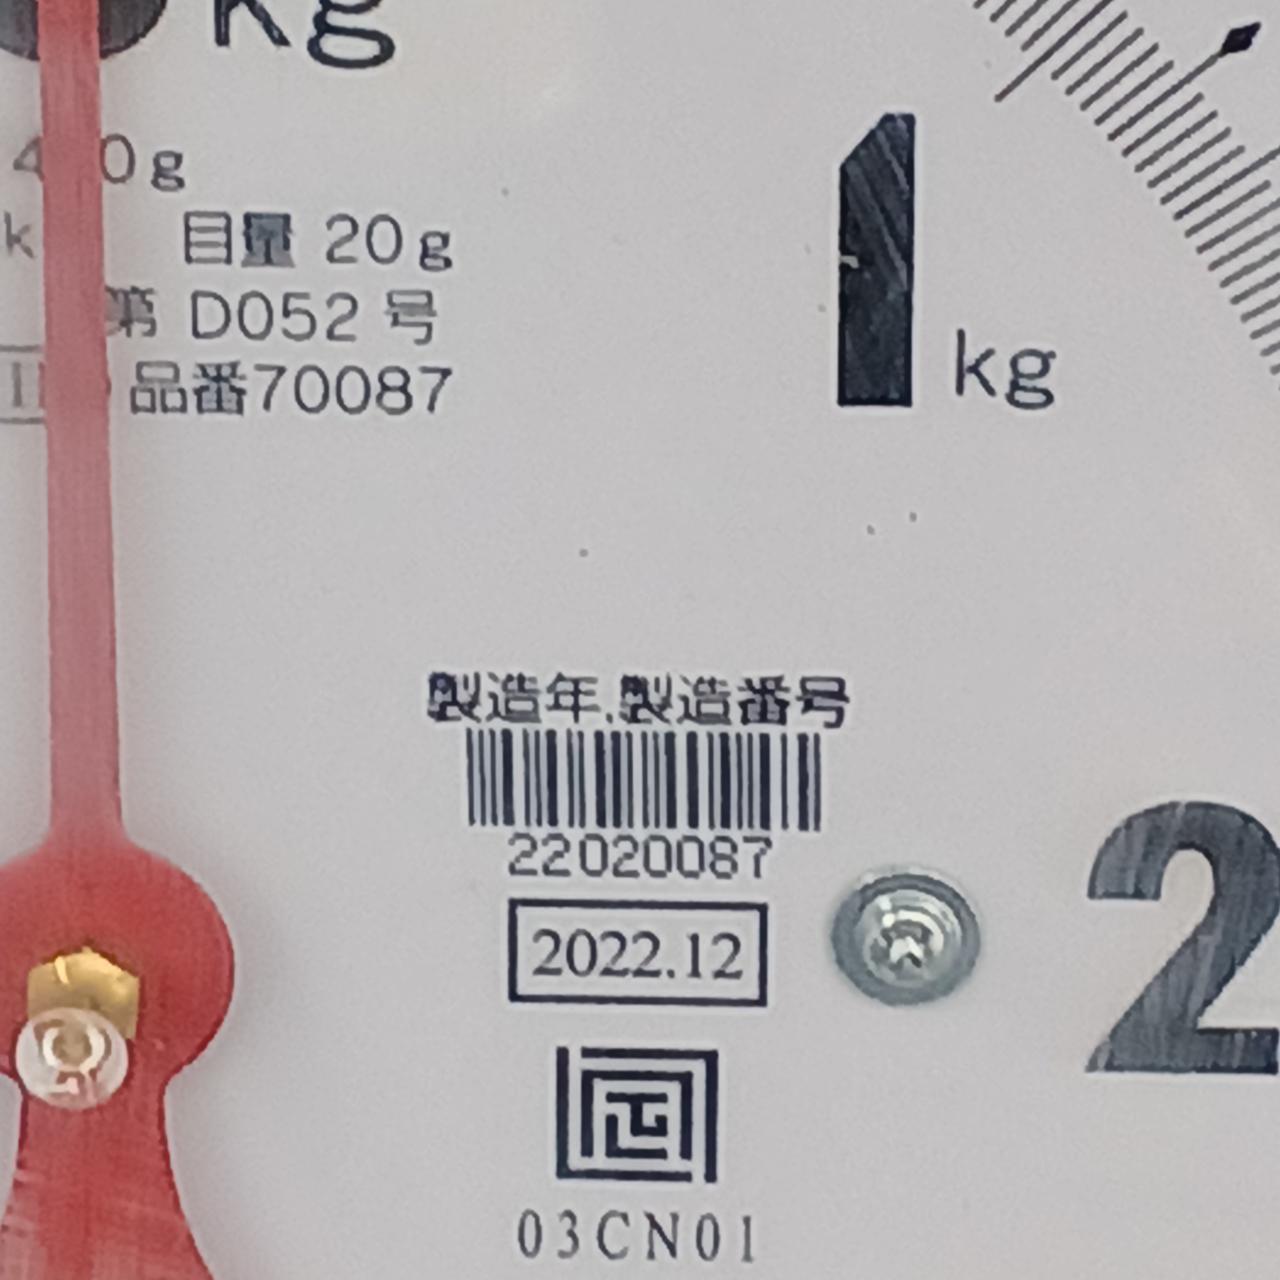 kg
0g
k 目量 20g
第 D052 号
品番70087
1 kg
製造年.製造番号
22020087
2022.12
2
03CN01